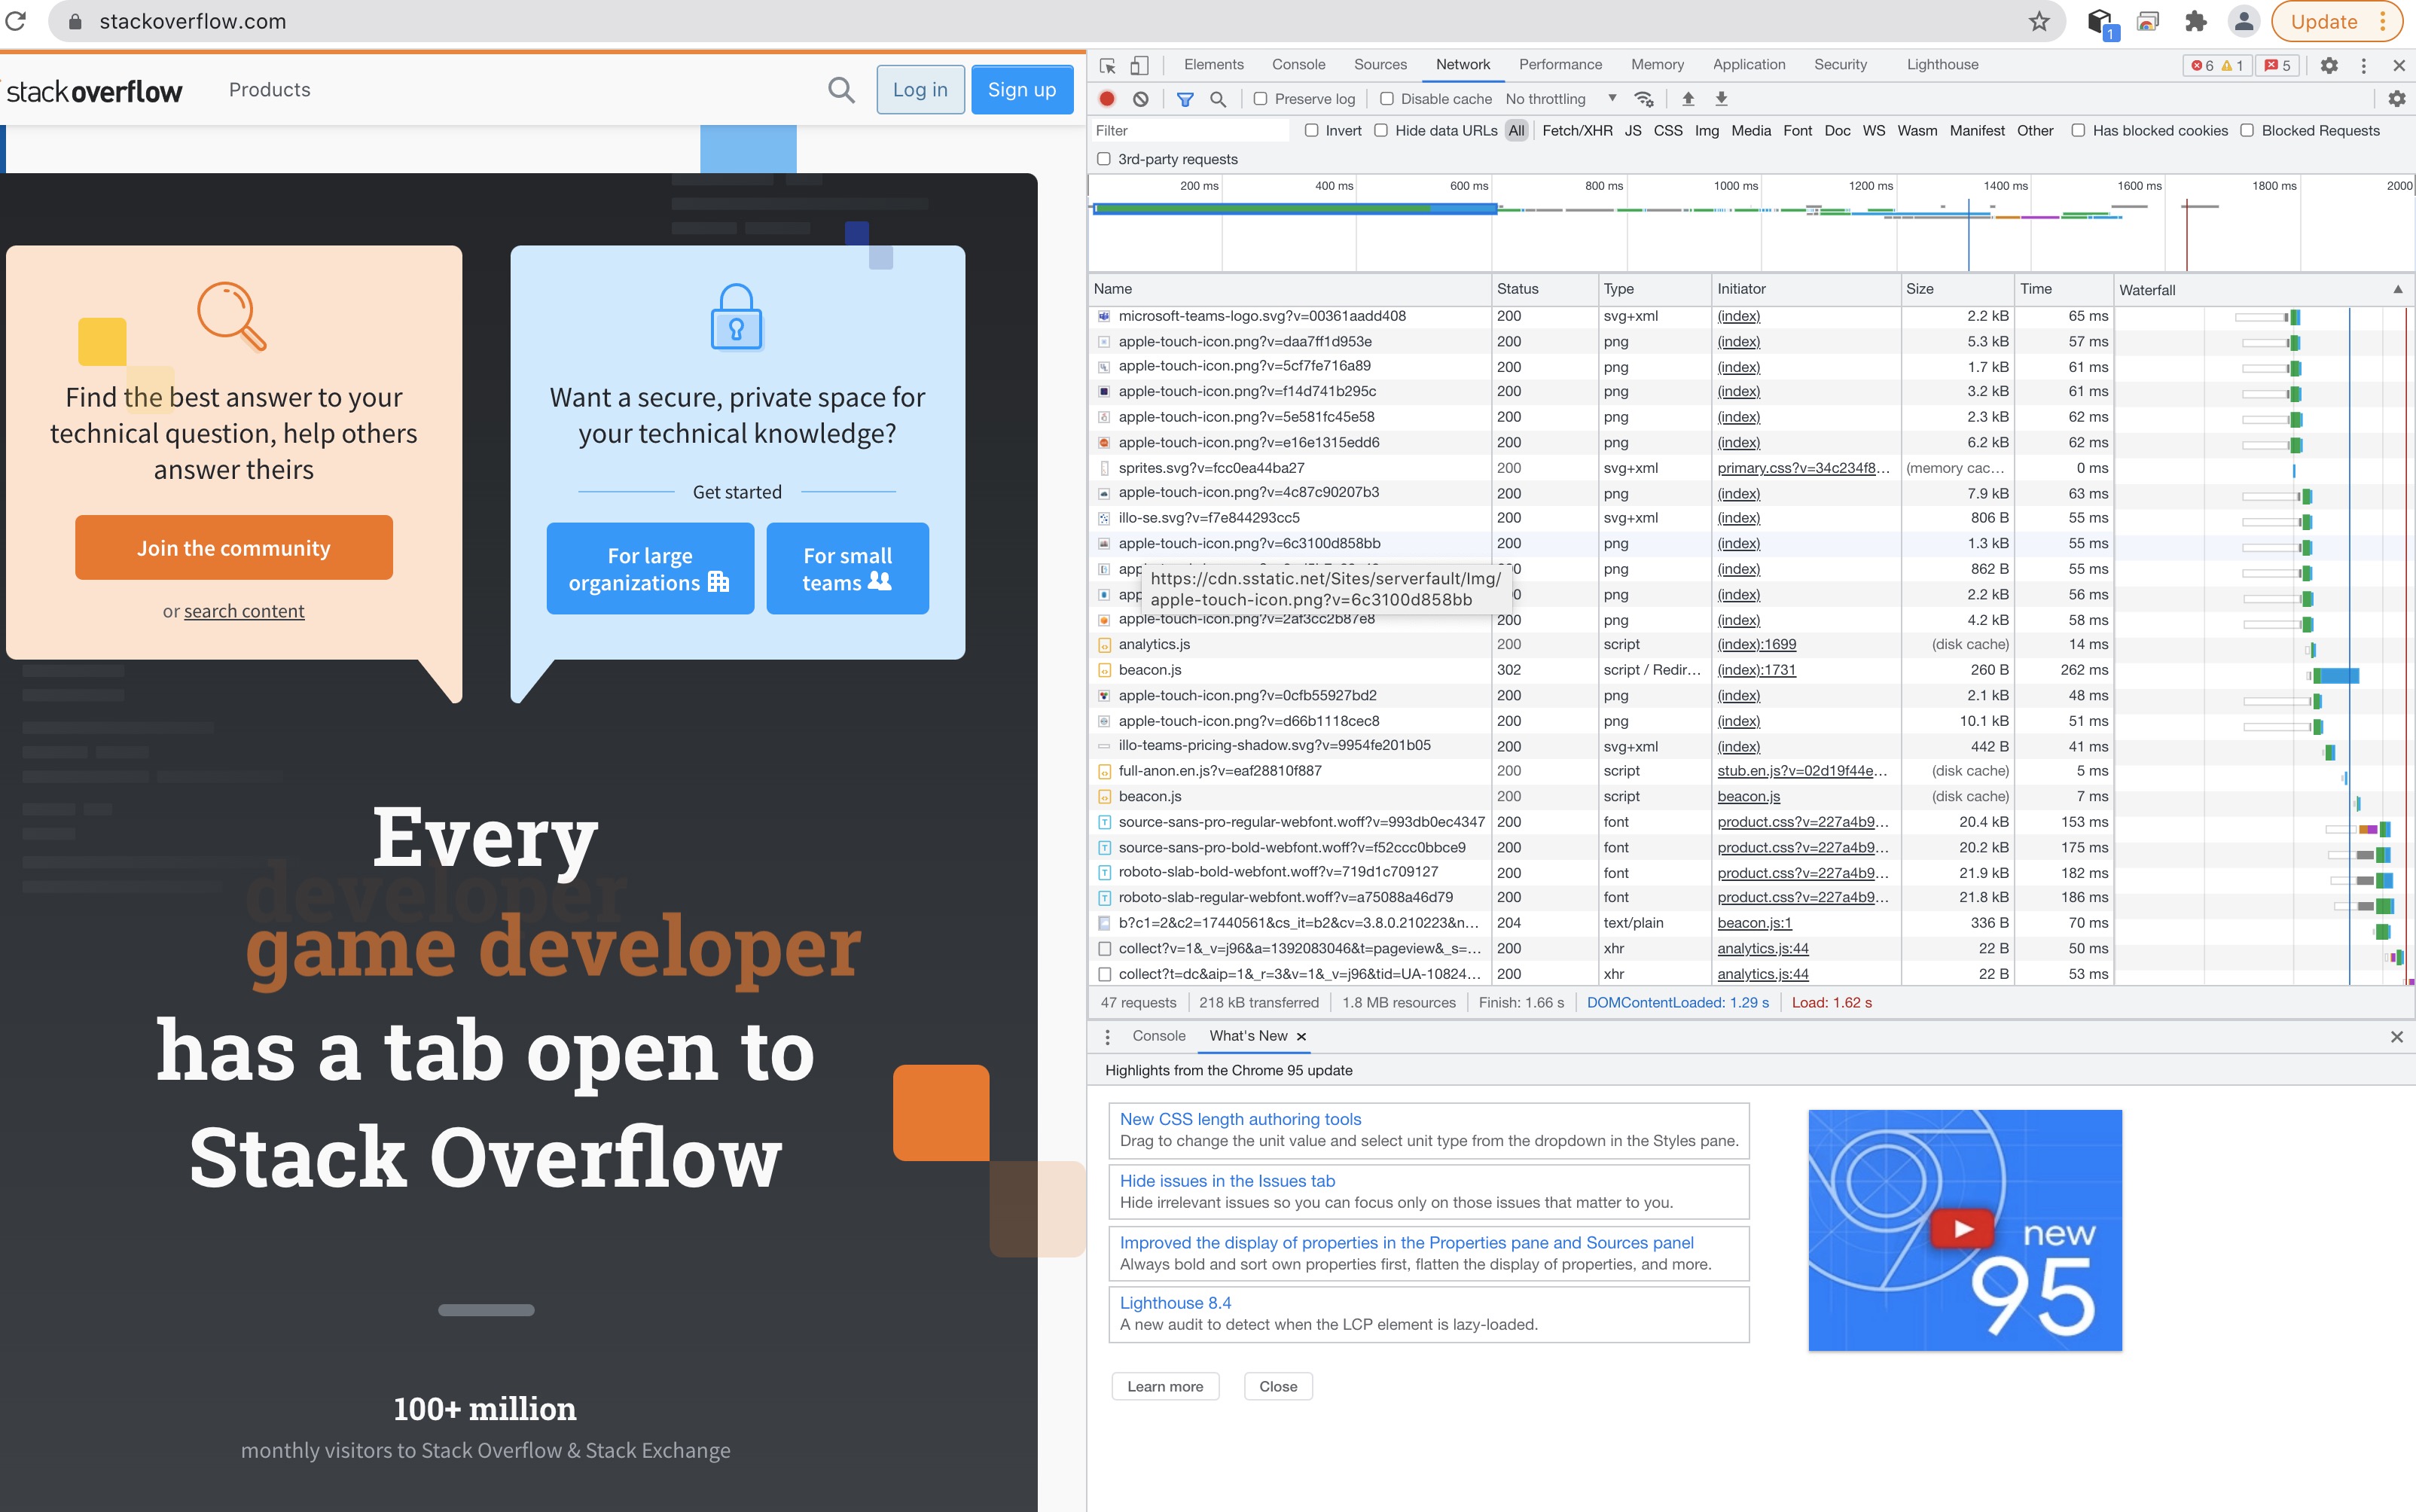 stackoverflow.com
1
Update
stackoverflow
Products
Log in
Sign up
Find the best answer to your
technical question, help others
answer theirs
Join the community
or search content
Want a secure, private space for
your technical knowledge?
Get started
For large
organizations
For small
teams
Every
developer
game developer
has a tab open to
Stack Overflow
100+ million
monthly visitors to Stack Overflow & Stack Exchange
Elements Console Sources Network Performance Memory Application Security Lighthouse 6 1 5
Preserve log Disable cache No throttling
Filter Invert Hide data URLs All Fetch/XHR JS CSS Img Media Font Doc WS Wasm Manifest Other Has blocked cookies Blocked Requests
3rd-party requests
200 ms 400 ms 600 ms 800 ms 1000 ms 1200 ms 1400 ms 1600 ms 1800 ms 2000
Name Status Type Initiator Size Time Waterfall
microsoft-teams-logo.svg?v=00361aadd408 200 svg+xml (index) 2.2 kB 65 ms
apple-touch-icon.png?v=daa7ff1d953e 200 png (index) 5.3 kB 57 ms
apple-touch-icon.png?v=5cf7fe716a89 200 png (index) 1.7 kB 61 ms
apple-touch-icon.png?v=f14d741b295c 200 png (index) 3.2 kB 61 ms
apple-touch-icon.png?v=5e581fc45e58 200 png (index) 2.3 kB 62 ms
apple-touch-icon.png?v=e16e1315edd6 200 png (index) 6.2 kB 62 ms
sprites.svg?v=fcc0ea44ba27 200 svg+xml primary.css?v=34c234f8... (memory cac... 0 ms
apple-touch-icon.png?v=4c87c90207b3 200 png (index) 7.9 kB 63 ms
illo-se.svg?v=f7e844293cc5 200 svg+xml (index) 806 B 55 ms
apple-touch-icon.png?v=6c3100d858bb 200 png (index) 1.3 kB 55 ms
png (index) 862 B 55 ms
https://cdn.sstatic.net/Sites/serverfault/Img/
apple-touch-icon.png?v=6c3100d858bb
png (index) 2.2 kB 56 ms
apple-touch-icon.png?v=2af3cc2b87e8 200 png (index) 4.2 kB 58 ms
analytics.js 200 script (index):1699 (disk cache) 14 ms
beacon.js 302 script / Redir... (index):1731 260 B 262 ms
apple-touch-icon.png?v=0cfb55927bd2 200 png (index) 2.1 kB 48 ms
apple-touch-icon.png?v=d66b1118cec8 200 png (index) 10.1 kB 51 ms
illo-teams-pricing-shadow.svg?v=9954fe201b05 200 svg+xml (index) 442 B 41 ms
full-anon.en.js?v=eaf28810f887 200 script stub.en.js?v=02d19f44e... (disk cache) 5 ms
beacon.js 200 script beacon.js (disk cache) 7 ms
source-sans-pro-regular-webfont.woff?v=993db0ec4347 200 font product.css?v=227a4b9... 20.4 kB 153 ms
source-sans-pro-bold-webfont.woff?v=f52ccc0bbce9 200 font product.css?v=227a4b9... 20.2 kB 175 ms
roboto-slab-bold-webfont.woff?v=719d1c709127 200 font product.css?v=227a4b9... 21.9 kB 182 ms
roboto-slab-regular-webfont.woff?v=a75088a46d79 200 font product.css?v=227a4b9... 21.8 kB 186 ms
b?c1=2&c2=17440561&cs_it=b2&cv=3.8.0.210223&n... 204 text/plain beacon.js:1 336 B 70 ms
collect?v=1&_v=j96&a=1392083046&t=pageview&_s=... 200 xhr analytics.js:44 22 B 50 ms
collect?t=dc&aip=1&_r=3&v=1&_v=j96&tid=UA-10824... 200 xhr analytics.js:44 22 B 53 ms
47 requests 218 kB transferred 1.8 MB resources Finish: 1.66 s DOMContentLoaded: 1.29 s Load: 1.62 s
Console What's New
Highlights from the Chrome 95 update
New CSS length authoring tools
Drag to change the unit value and select unit type from the dropdown in the Styles pane.
Hide issues in the Issues tab
Hide irrelevant issues so you can focus only on those issues that matter to you.
Improved the display of properties in the Properties pane and Sources panel
Always bold and sort own properties first, flatten the display of properties, and more.
Lighthouse 8.4
A new audit to detect when the LCP element is lazy-loaded.
Learn more Close
new
95